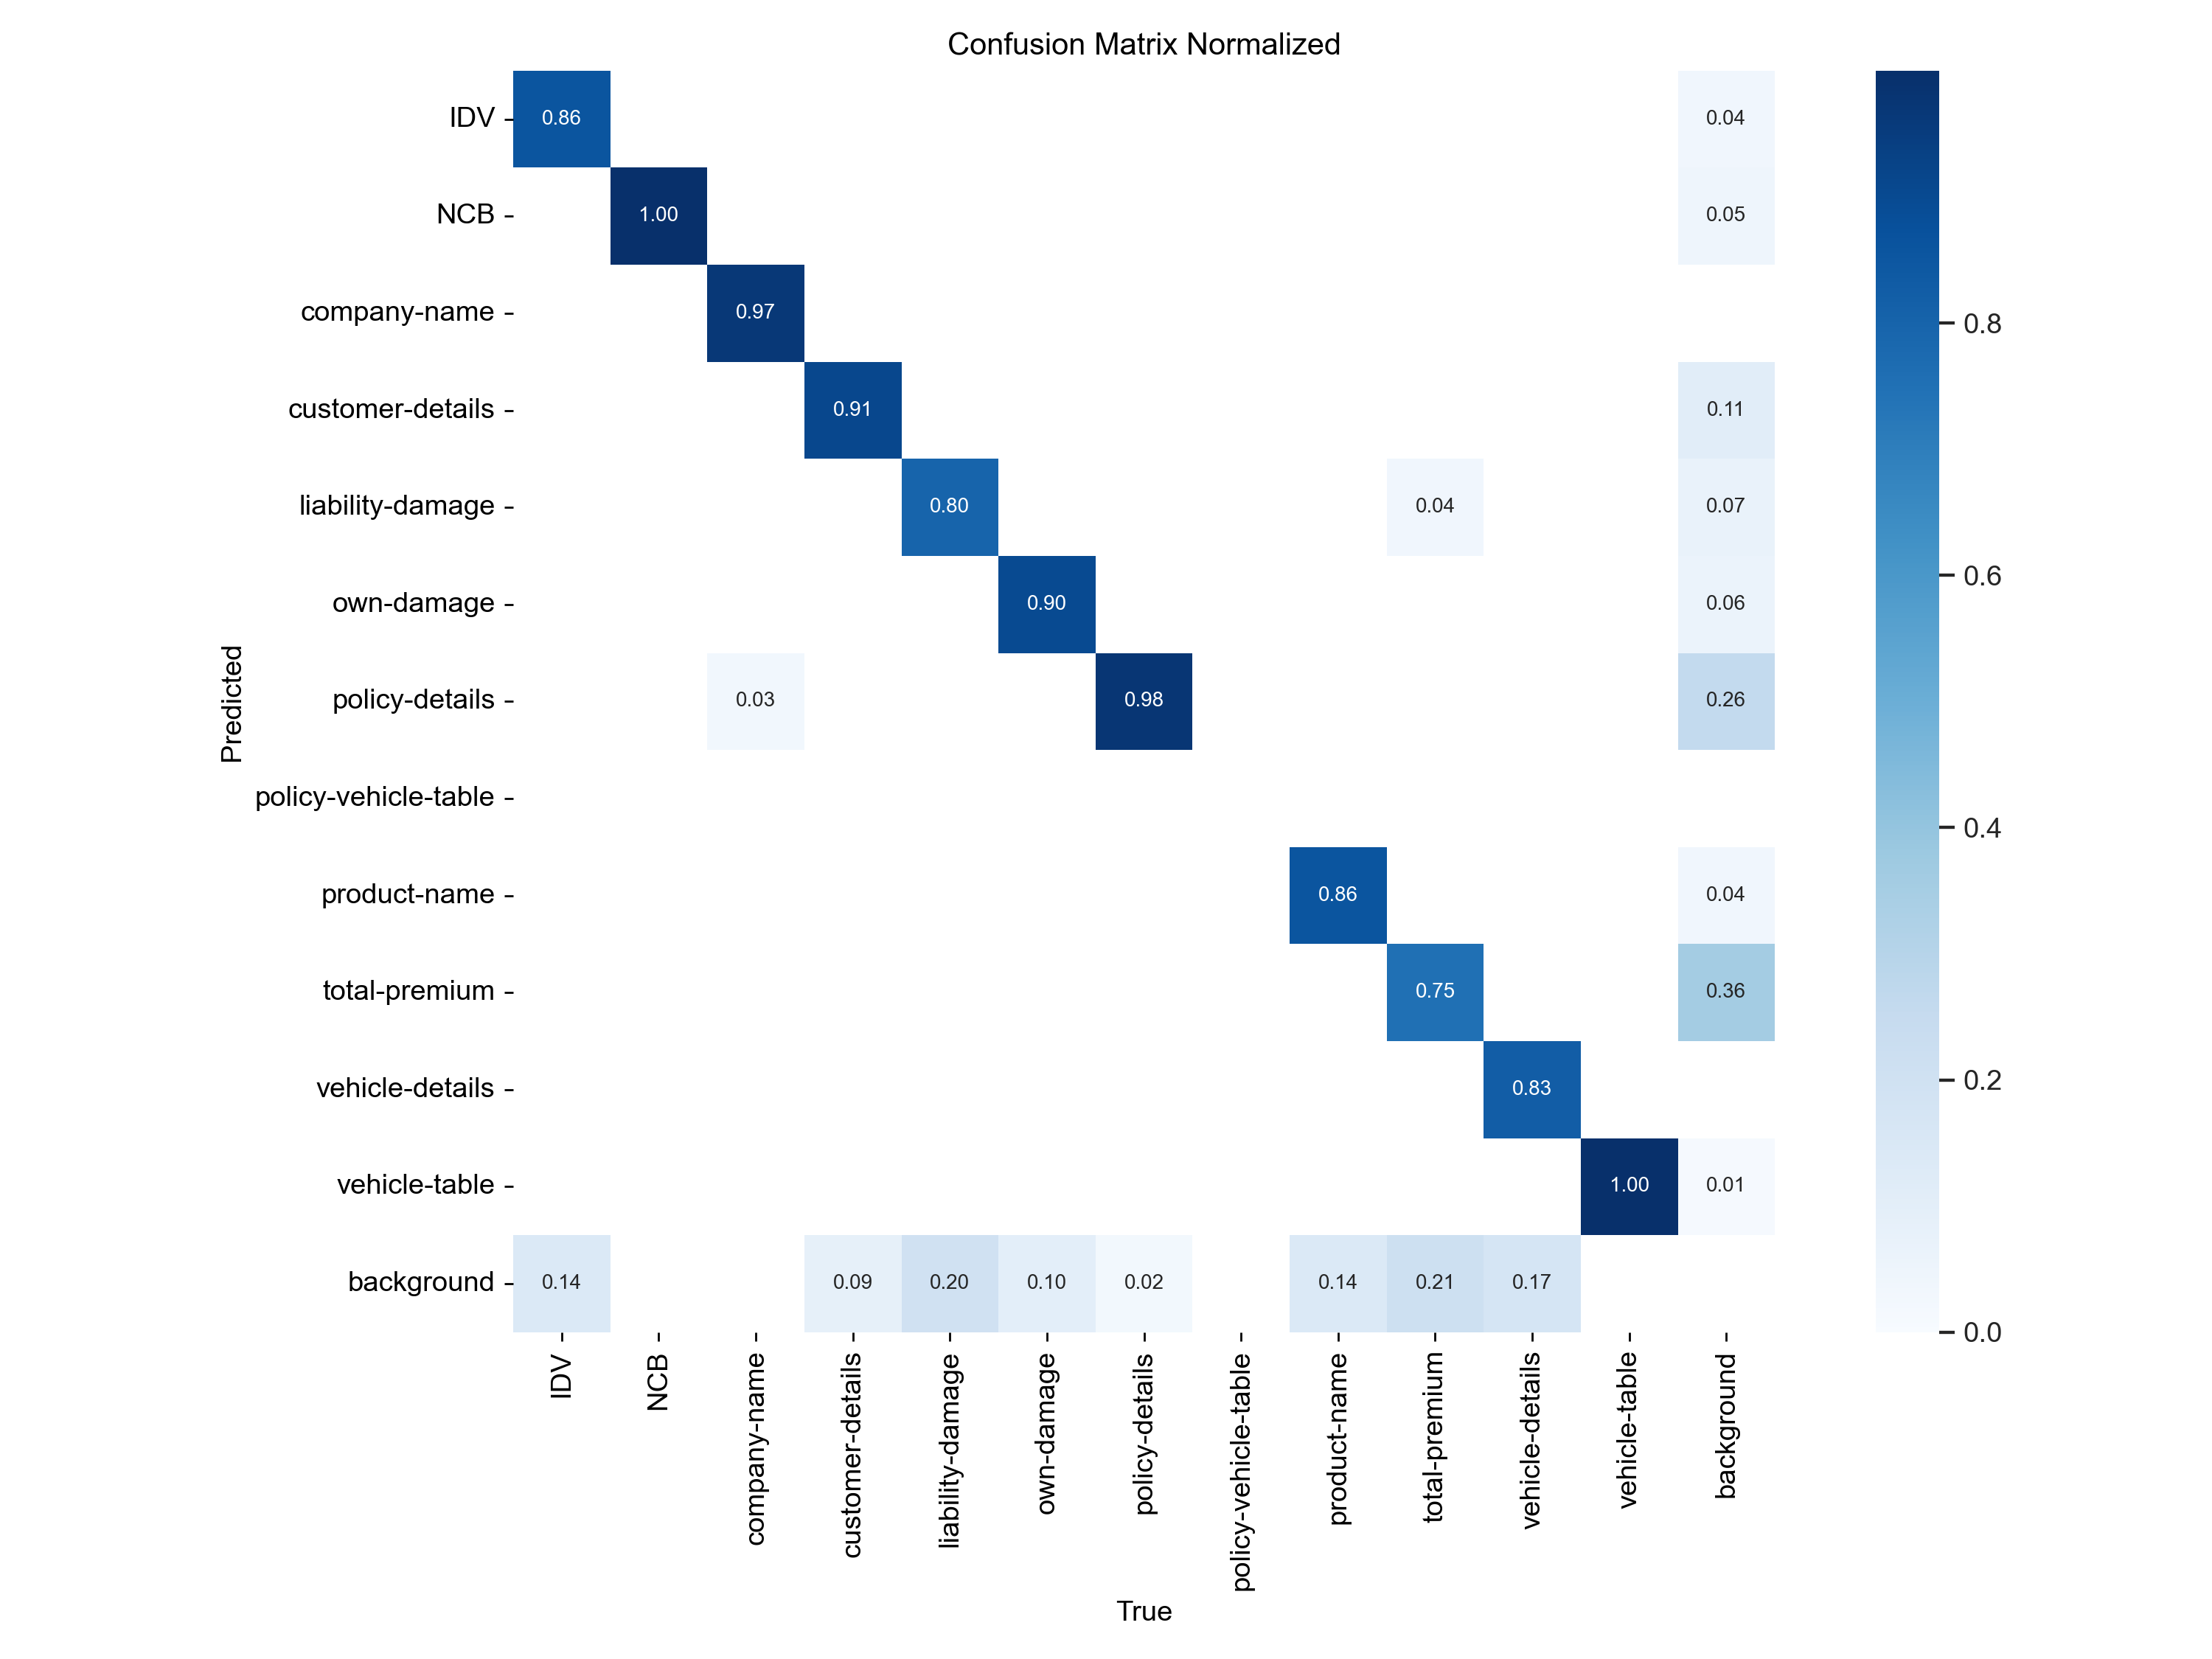 Confusion Matrix Normalized
IDV 0.86 0.04
NCB 1.00 0.05
company-name 0.97
customer-details 0.91 0.11
liability-damage 0.80 0.04 0.07
own-damage 0.90 0.06
policy-details 0.03 0.98 0.26
policy-vehicle-table
product-name 0.86 0.04
total-premium 0.75 0.36
vehicle-details 0.83
vehicle-table 1.00 0.01
background 0.14 0.09 0.20 0.10 0.02 0.14 0.21 0.17
Predicted
IDV
NCB
company-name
customer-details
liability-damage
own-damage
policy-details
policy-vehicle-table
product-name
total-premium
vehicle-details
vehicle-table
background
True
0.8
0.6
0.4
0.2
0.0